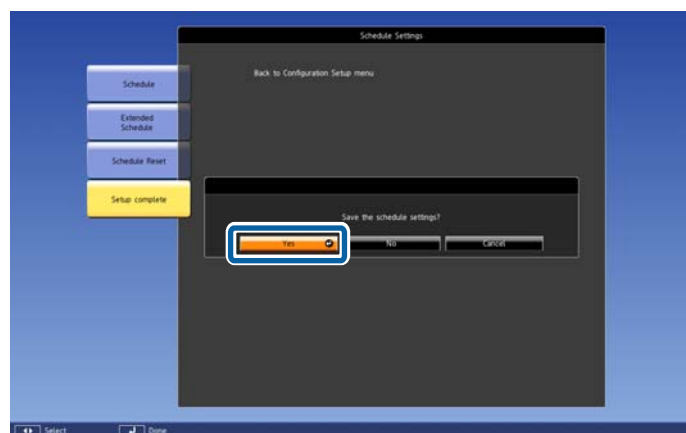 Schedule Settings
Schedule
Back to Configuration Setup menu
Extended
Schedule
Schedule Reset
Setup complete
Save the schedule settings?
Yes
No
Cancel
Select
Done